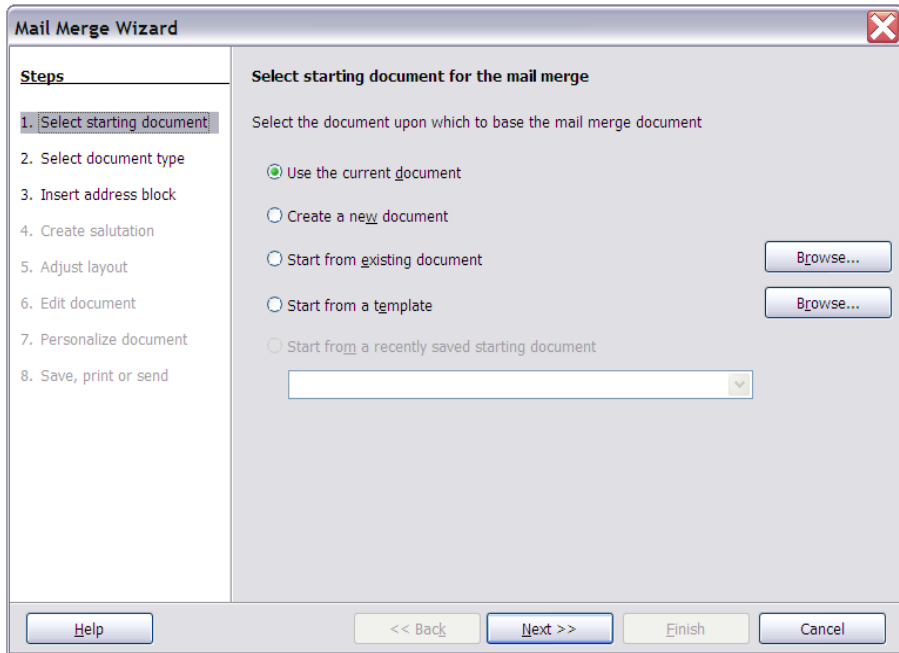 Mail Merge Wizard
Steps
1. Select starting document
2. Select document type
3. Insert address block
4. Create salutation
5. Adjust layout
6. Edit document
7. Personalize document
8. Save, print or send
Select starting document for the mail merge
Select the document upon which to base the mail merge document
Use the current document
Create a new document
Start from existing document
Browse...
Start from a template
Browse...
Start from a recently saved starting document
Help
<< Back
Next >>
Finish
Cancel